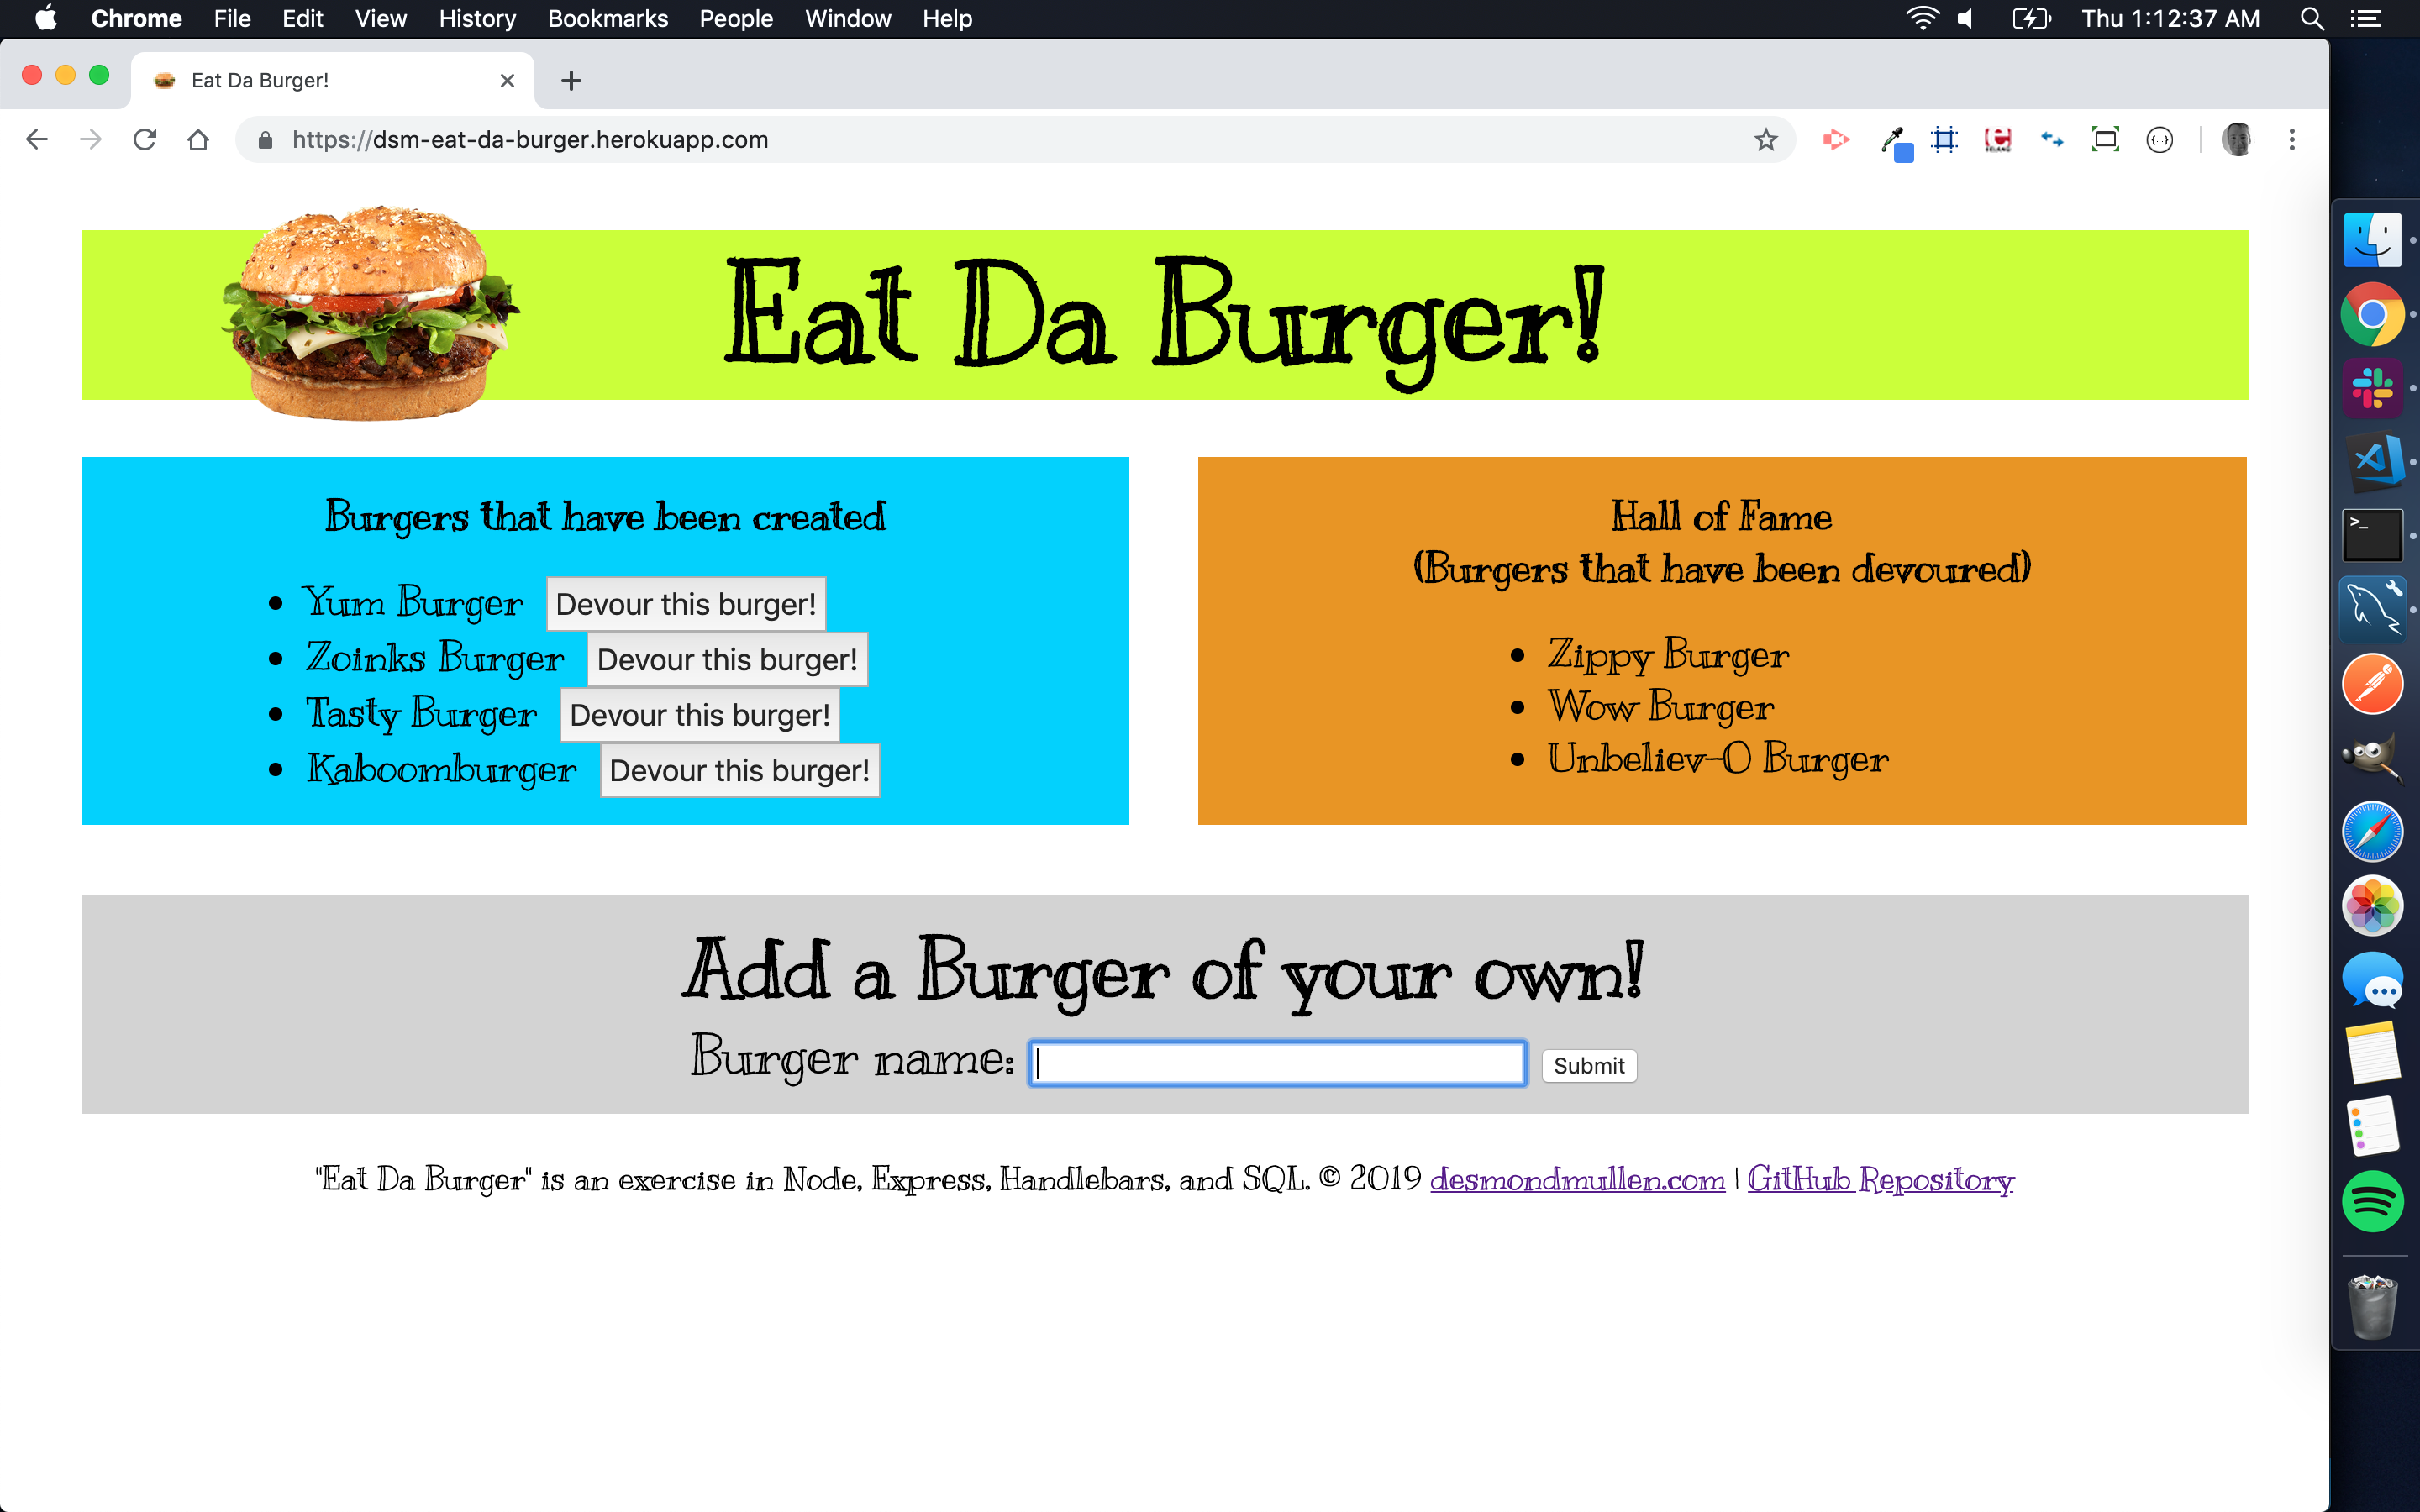 Chrome File Edit View History Bookmarks People Window Help Thu 1:12:37 AM
Eat Da Burger!
https://dsm-eat-da-burger.herokuapp.com
Eat Da Burger!
Burgers that have been created
Yum Burger Devour this burger!
Zoinks Burger Devour this burger!
Tasty Burger Devour this burger!
Kaboomburger Devour this burger!
Hall of Fame
(Burgers that have been devoured)
Zippy Burger
Wow Burger
Unbeliev-O Burger
Add a Burger of your own!
Burger name: Submit
"Eat Da Burger" is an exercise in Node, Express, Handlebars, and SQL. © 2019 desmondmullen.com | GitHub Repository